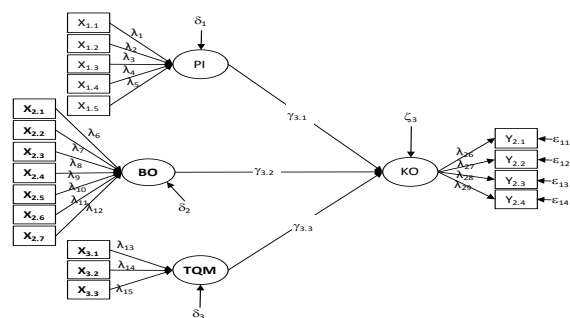 X1.1
X1.2
X1.3
X1.4
X1.5
λ1
λ2
λ3
λ4
λ5
δ1
PI
X2.1
X2.2
X2.3
X2.4
X2.5
X2.6
X2.7
λ6
λ7
λ8
λ9
λ10
λ11
λ12
BO
δ2
X3.1
X3.2
X3.3
λ13
λ14
λ15
TQM
δ3
γ3.1
γ3.2
γ3.3
ζ3
KO
λ26
λ27
λ28
λ29
Y2.1
Y2.2
Y2.3
Y2.4
ε11
ε12
ε13
ε14